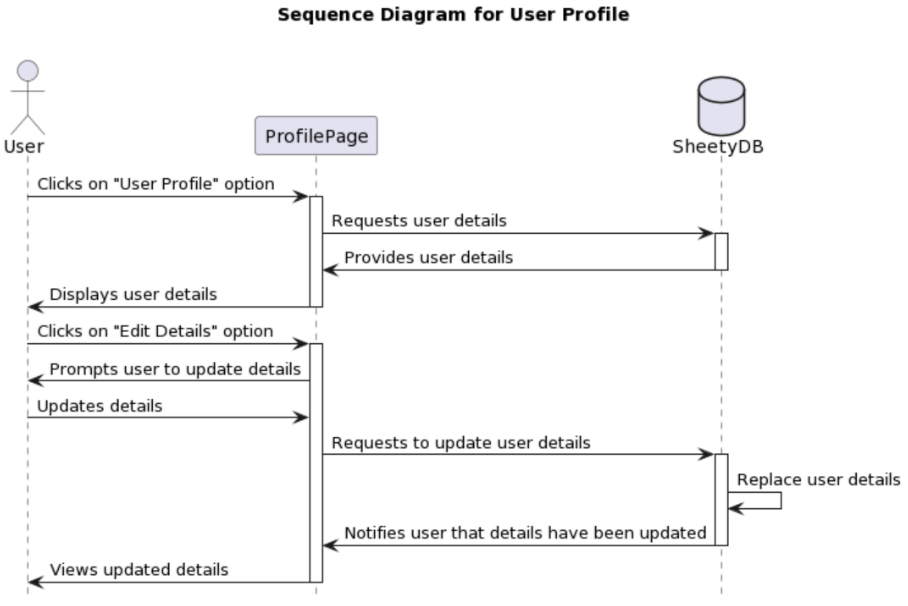 Sequence Diagram for User Profile
User
ProfilePage
SheetyDB
Clicks on "User Profile" option
Requests user details
Provides user details
Displays user details
Clicks on "Edit Details" option
Prompts user to update details
Updates details
Requests to update user details
Replace user details
Notifies user that details have been updated
Views updated details